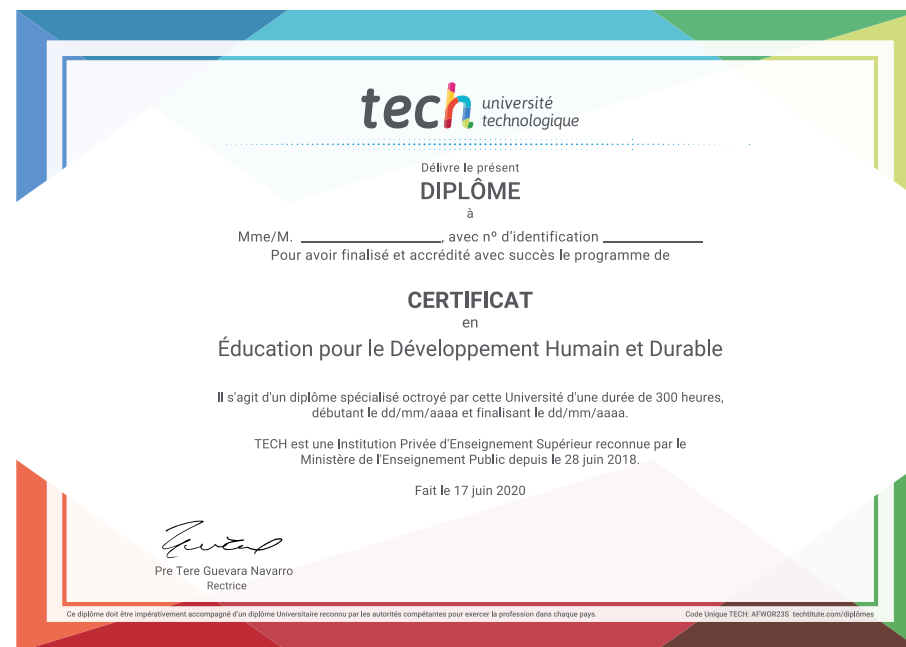 tech université
technologique
Délivre le présent
DIPLÔME
à
Mme/M. ____________________, avec nº d'identification ______________
Pour avoir finalisé et accrédité avec succès le programme de
CERTIFICAT
en
Éducation pour le Développement Humain et Durable
Il s'agit d'un diplôme spécialisé octroyé par cette Université d'une durée de 300 heures,
débutant le dd/mm/aaaa et finalisant le dd/mm/aaaa.
TECH est une Institution Privée d'Enseignement Supérieur reconnue par le
Ministère de l'Enseignement Public depuis le 28 juin 2018.
Fait le 17 juin 2020
Pre Tere Guevara Navarro
Rectrice
Ce diplôme doit être impérativement accompagné d'un diplôme Universitaire reconnu par les autorités compétantes pour exercer la profession dans chaque pays.
Code Unique TECH: AFWOR23S techtitute.com/diplômes